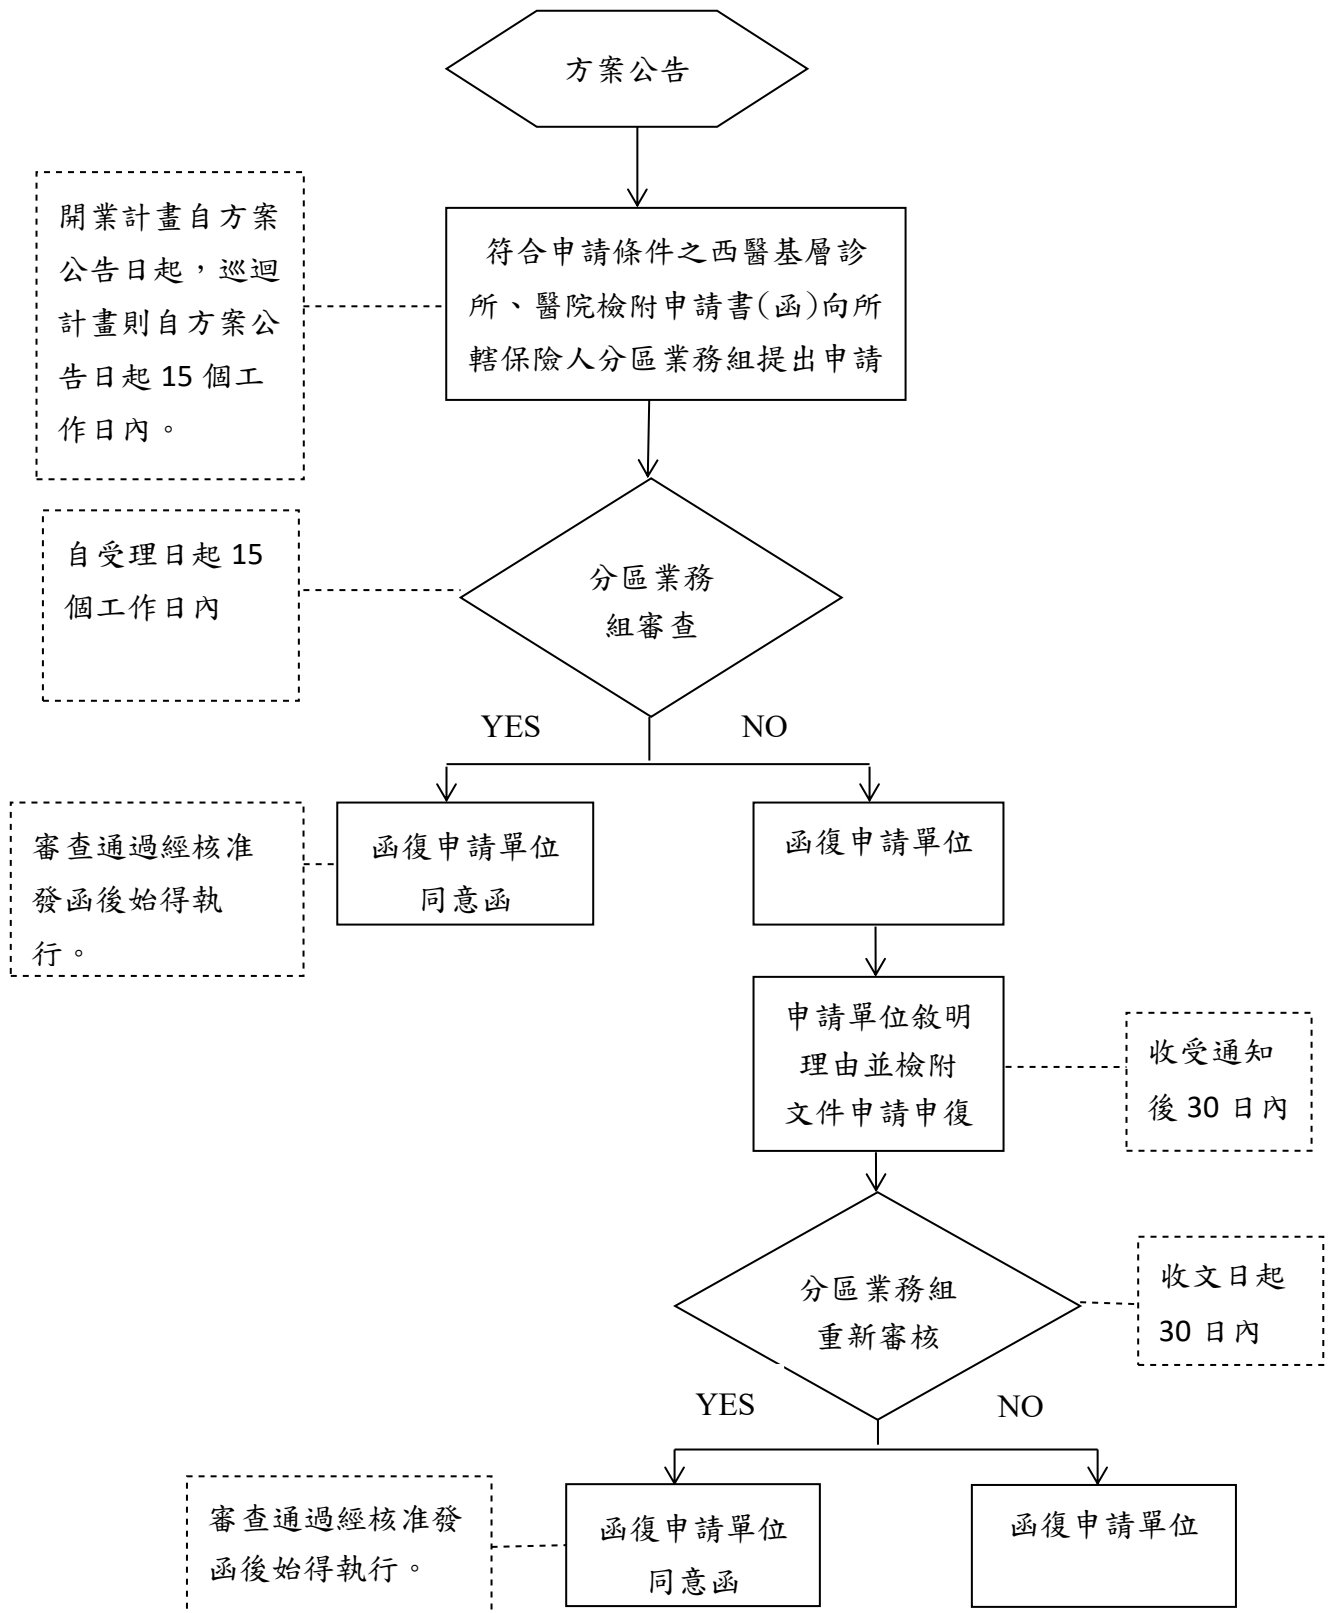 方案公告
開業計畫自方案
公告日起，巡迴
計畫則自方案公
告日起 15 個工
作日內。
符合申請條件之西醫基層診
所、醫院檢附申請書(函)向所
轄保險人分區業務組提出申請
自受理日起 15
個工作日內
分區業務
組審查
YES
NO
審查通過經核准
發函後始得執
行。
函復申請單位
同意函
函復申請單位
申請單位敘明
理由並檢附
文件申請申復
收受通知
後 30 日內
分區業務組
重新審核
收文日起
30 日內
YES
NO
審查通過經核准發
函後始得執行。
函復申請單位
同意函
函復申請單位